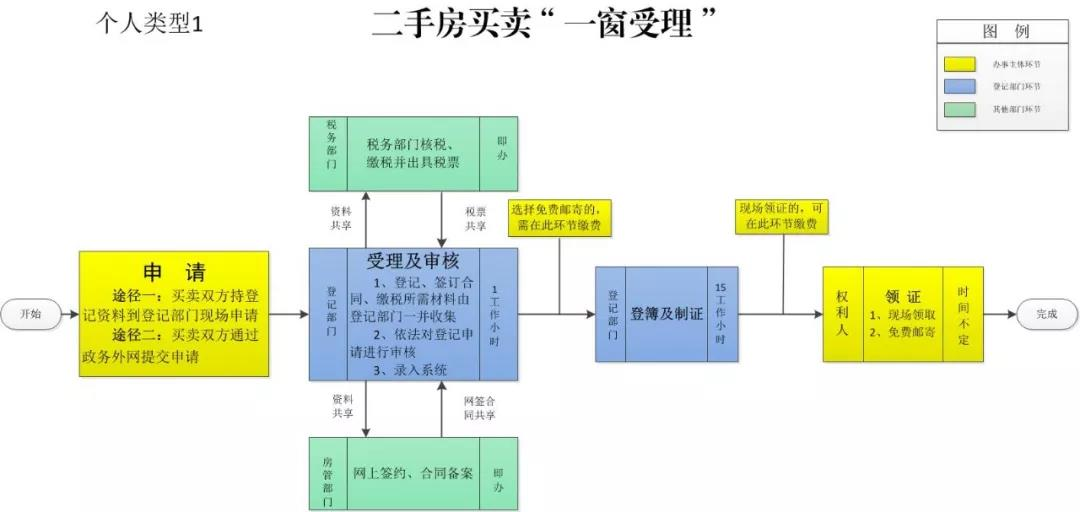 个人类型1
二手房买卖“一窗受理”
图 例
办事主体环节
登记部门环节
其他部门环节
税务部门
税务部门核税、
缴税并出具税票
即办
资料
共享
税票
共享
选择免费邮寄的，
需在此环节缴费
现场领证的，可
在此环节缴费
开始
申 请
途径一：买卖双方持登
记资料到登记部门现场申请
途径二：买卖双方通过
政务外网提交申请
登记部门
受理及审核
1、登记、签订合
同、缴税所需材料由
登记部门一并收集
2、依法对登记申
请进行审核
3、录入系统
1工作小时
登记部门
登簿及制证
15工作小时
权利人
领 证
1、现场领取
2、免费邮寄
时间不定
完成
资料
共享
网签合
同共享
房管部门
网上签约、合同备案
即办